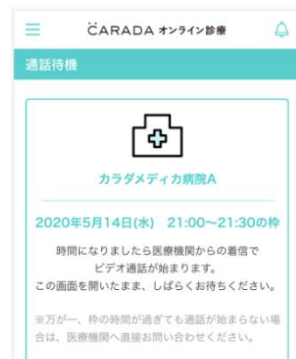 CARADA オンライン診療
通話待機
カラダメディカ病院A
2020年5月14日(水) 21:00〜21:30の枠
時間になりましたら医療機関からの着信で
ビデオ通話が始まります。
この画面を開いたまま、しばらくお待ちください。
※万が一、枠の時間が過ぎても通話が始まらない場
合は、医療機関へ直接お問い合わせください。